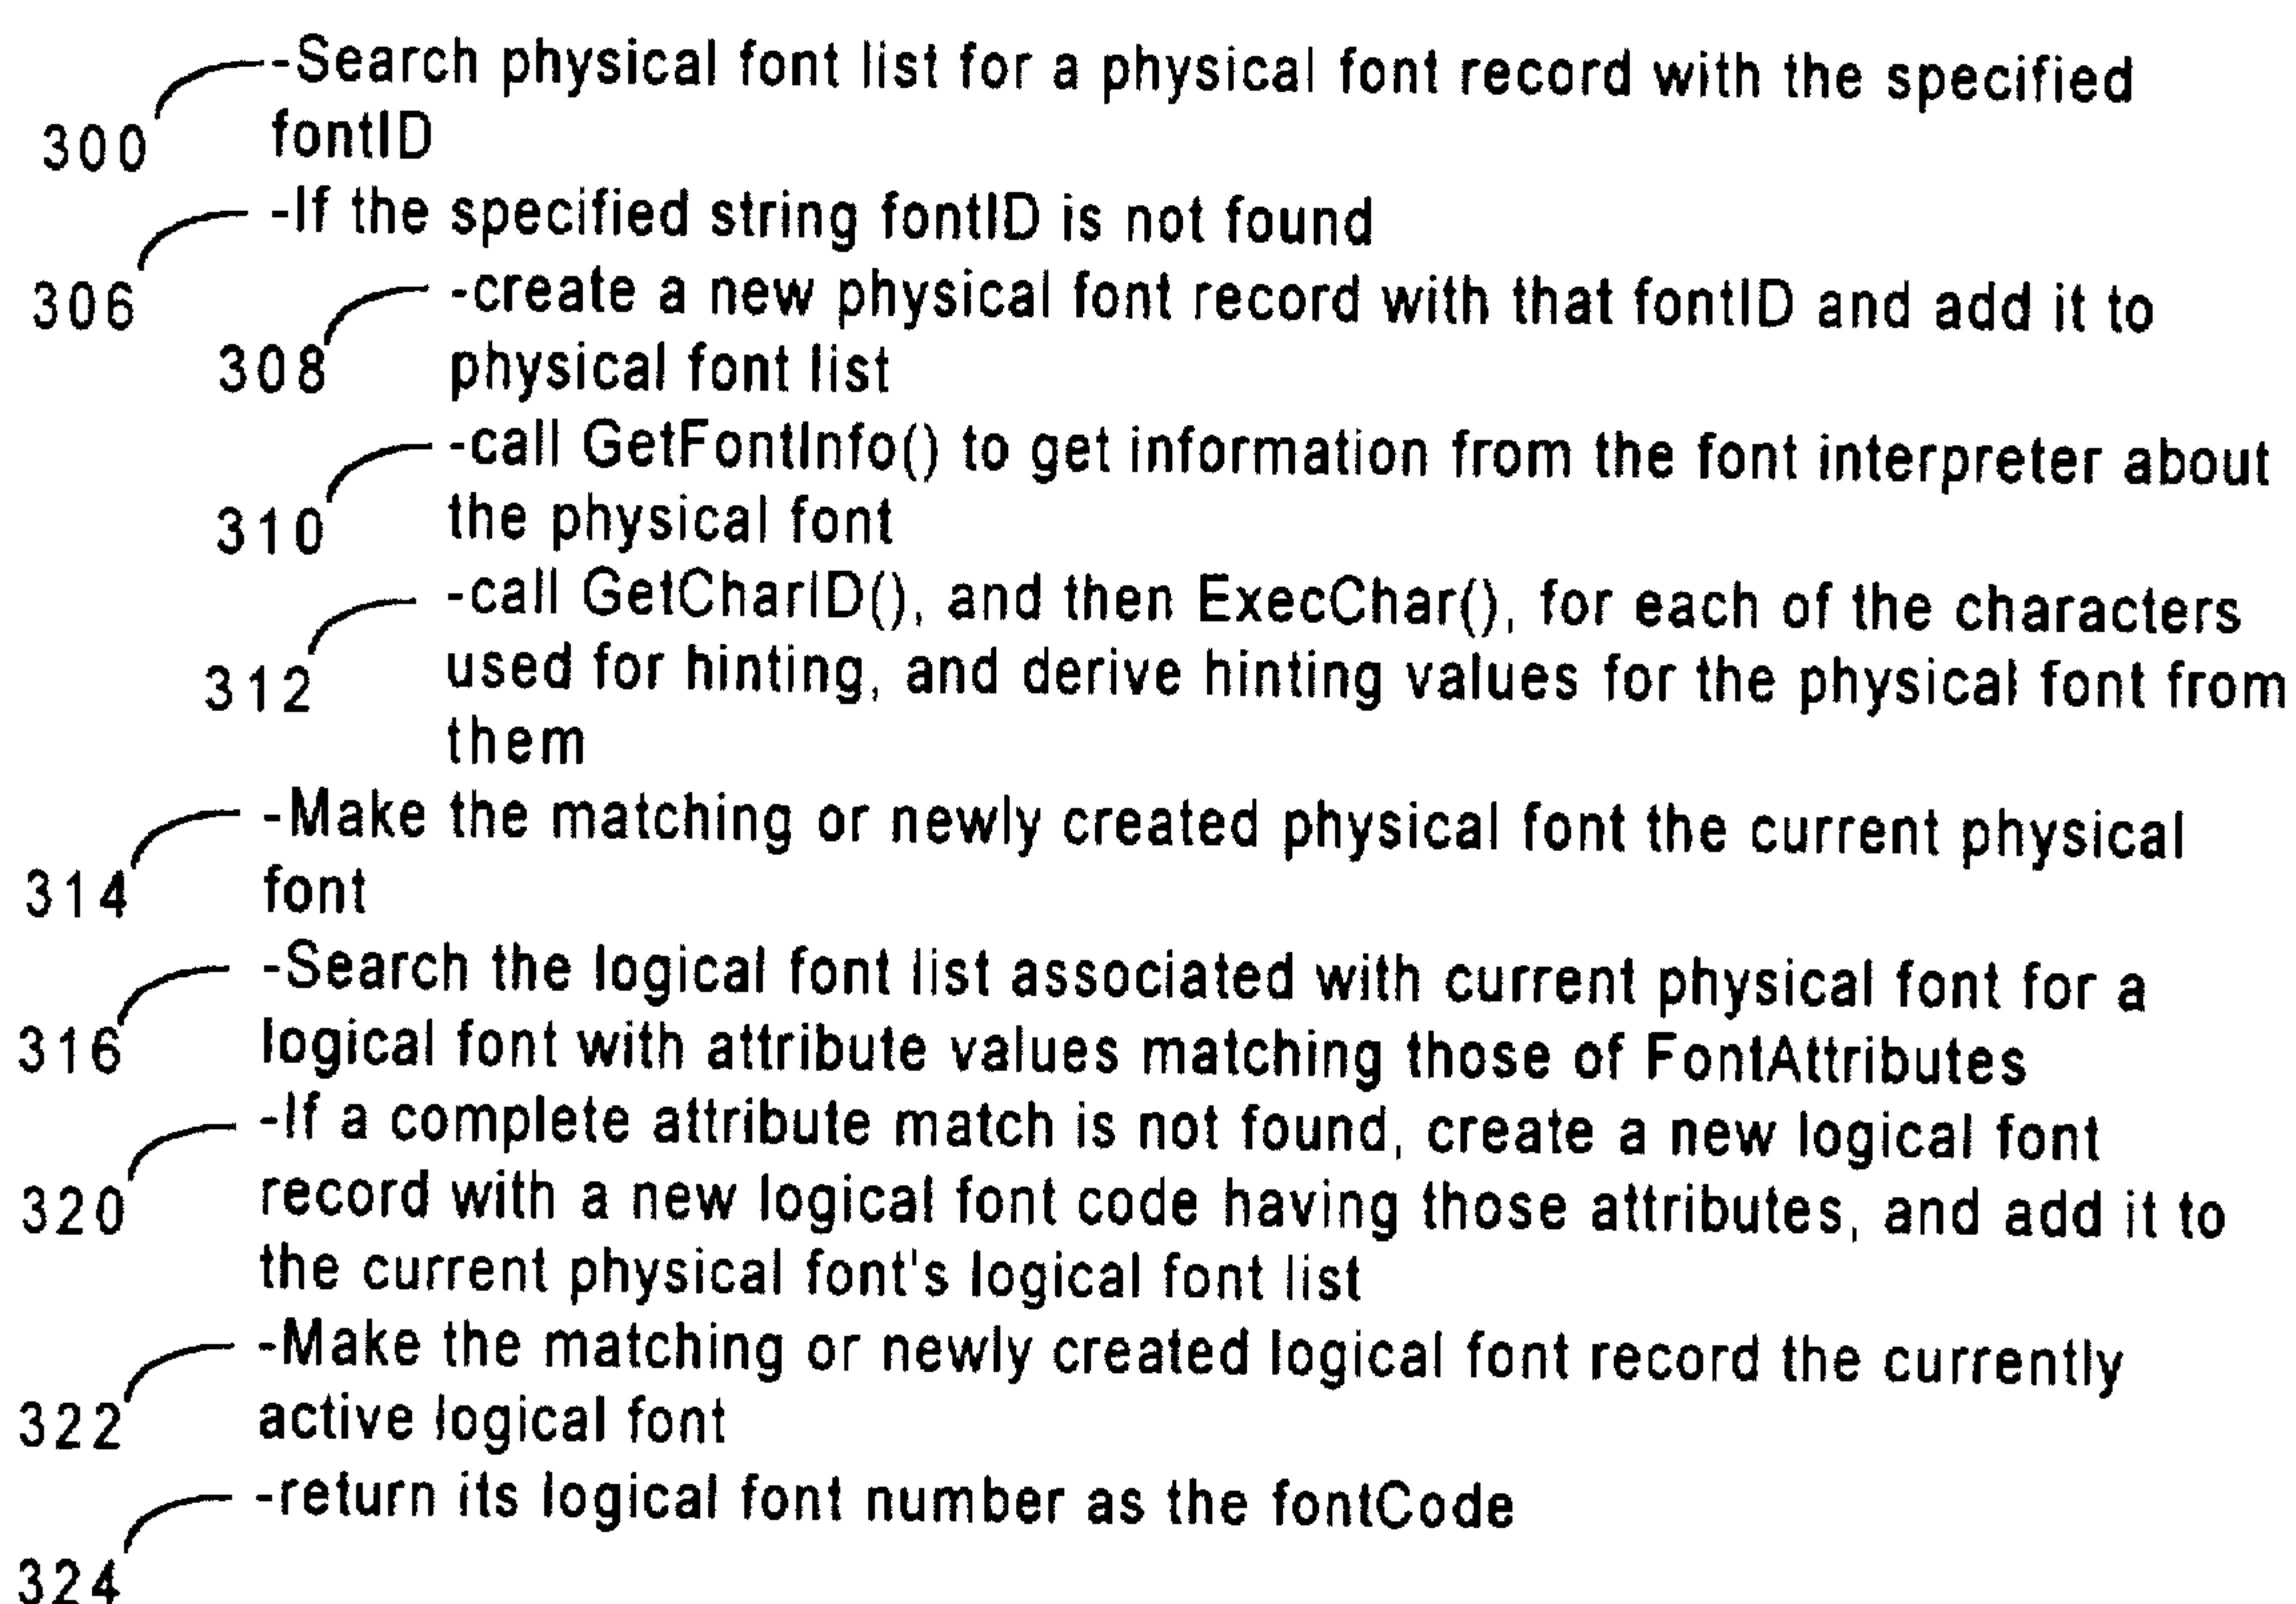 -Search physical font list for a physical font record with the specified
300 fontID
-If the specified string fontID is not found
306 -create a new physical font record with that fontID and add it to
308 physical font list
-call GetFontInfo() to get information from the font interpreter about
310 the physical font
-call GetCharID(), and then ExecChar(), for each of the characters
312 used for hinting, and derive hinting values for the physical font from
them
-Make the matching or newly created physical font the current physical
314 font
-Search the logical font list associated with current physical font for a
316 logical font with attribute values matching those of FontAttributes
-If a complete attribute match is not found, create a new logical font
320 record with a new logical font code having those attributes, and add it to
the current physical font's logical font list
-Make the matching or newly created logical font record the currently
322 active logical font
-return its logical font number as the fontCode
324